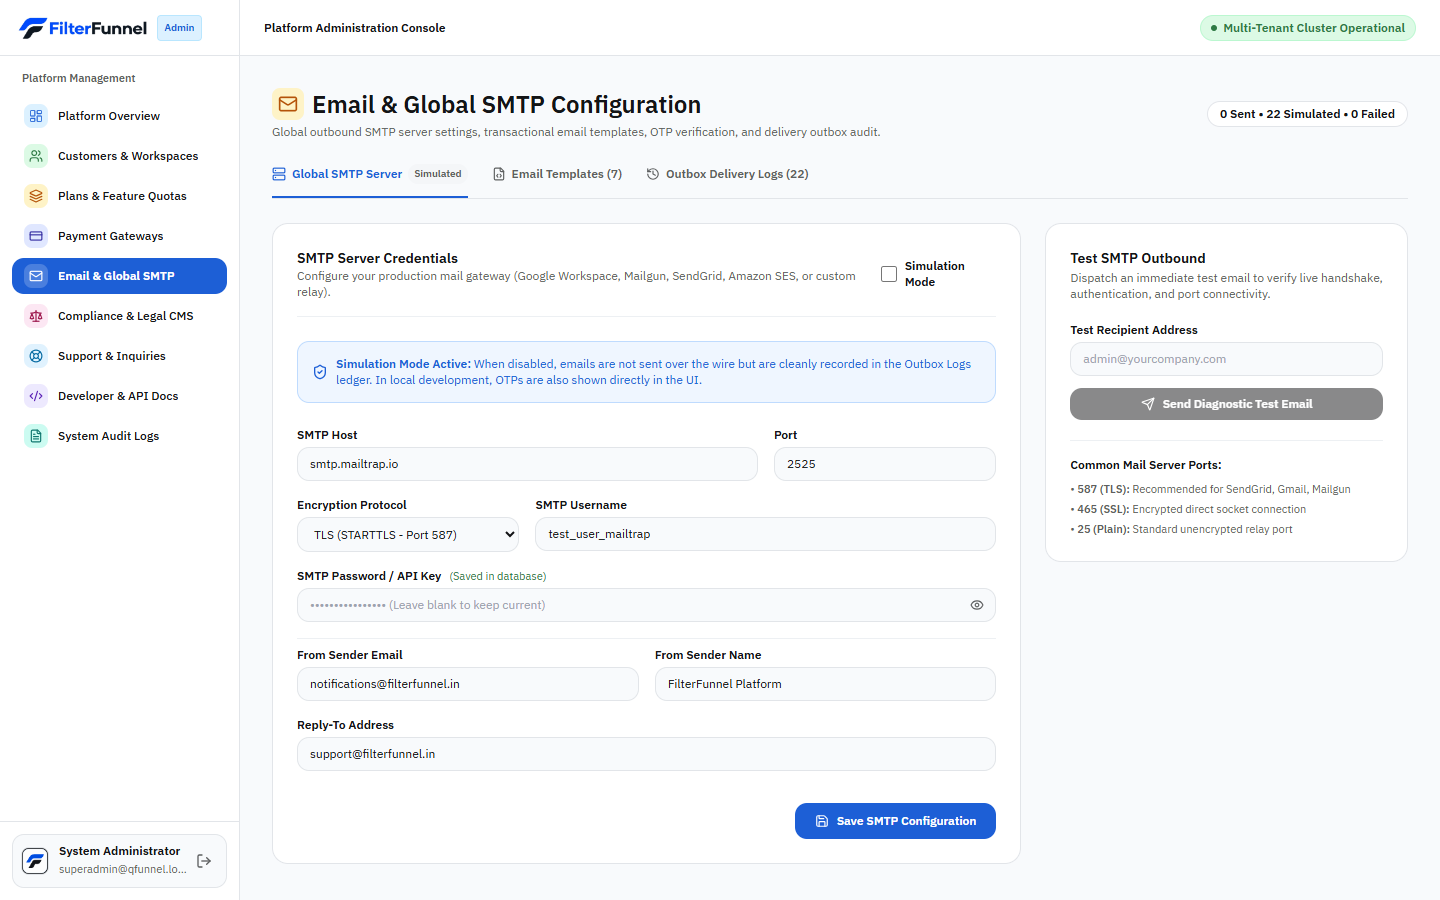 FilterFunnel Admin
Platform Administration Console
Multi-Tenant Cluster Operational
Platform Management
Platform Overview
Customers & Workspaces
Plans & Feature Quotas
Payment Gateways
Email & Global SMTP
Compliance & Legal CMS
Support & Inquiries
Developer & API Docs
System Audit Logs
System Administrator
superadmin@qfunnel.lo...
Email & Global SMTP Configuration
Global outbound SMTP server settings, transactional email templates, OTP verification, and delivery outbox audit.
0 Sent • 22 Simulated • 0 Failed
Global SMTP Server Simulated
Email Templates (7)
Outbox Delivery Logs (22)
SMTP Server Credentials
Configure your production mail gateway (Google Workspace, Mailgun, SendGrid, Amazon SES, or custom
relay).
Simulation
Mode
Simulation Mode Active: When disabled, emails are not sent over the wire but are cleanly recorded in the Outbox Logs
ledger. In local development, OTPs are also shown directly in the UI.
SMTP Host
smtp.mailtrap.io
Port
2525
Encryption Protocol
TLS (STARTTLS - Port 587)
SMTP Username
test_user_mailtrap
SMTP Password / API Key (Saved in database)
•••••••••••••••• (Leave blank to keep current)
From Sender Email
notifications@filterfunnel.in
From Sender Name
FilterFunnel Platform
Reply-To Address
support@filterfunnel.in
Save SMTP Configuration
Test SMTP Outbound
Dispatch an immediate test email to verify live handshake,
authentication, and port connectivity.
Test Recipient Address
admin@yourcompany.com
Send Diagnostic Test Email
Common Mail Server Ports:
• 587 (TLS): Recommended for SendGrid, Gmail, Mailgun
• 465 (SSL): Encrypted direct socket connection
• 25 (Plain): Standard unencrypted relay port